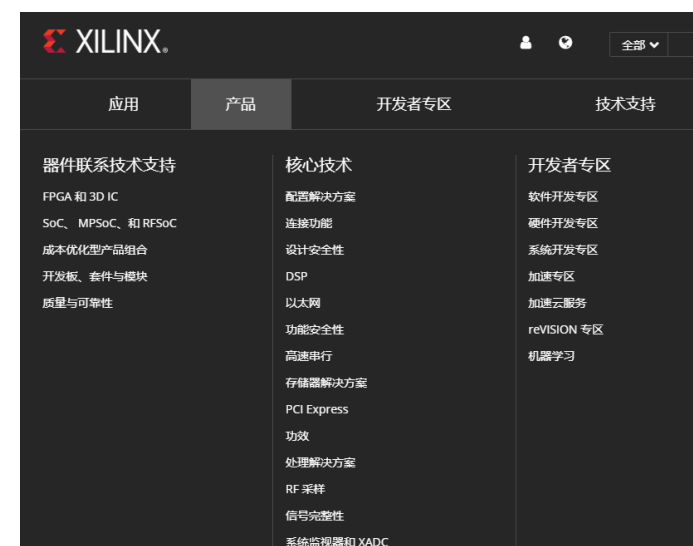 XILINX.
全部
应用
产品
开发者专区
技术支持
器件联系技术支持
FPGA 和 3D IC
SoC、 MPSoC、和 RFSoC
成本优化型产品组合
开发板、套件与模块
质量与可靠性
核心技术
配置解决方案
连接功能
设计安全性
DSP
以太网
功能安全性
高速串行
存储器解决方案
PCI Express
功效
处理解决方案
RF 采样
信号完整性
系统监视器和 XADC
开发者专区
软件开发专区
硬件开发专区
系统开发专区
加速专区
加速云服务
reVISION 专区
机器学习